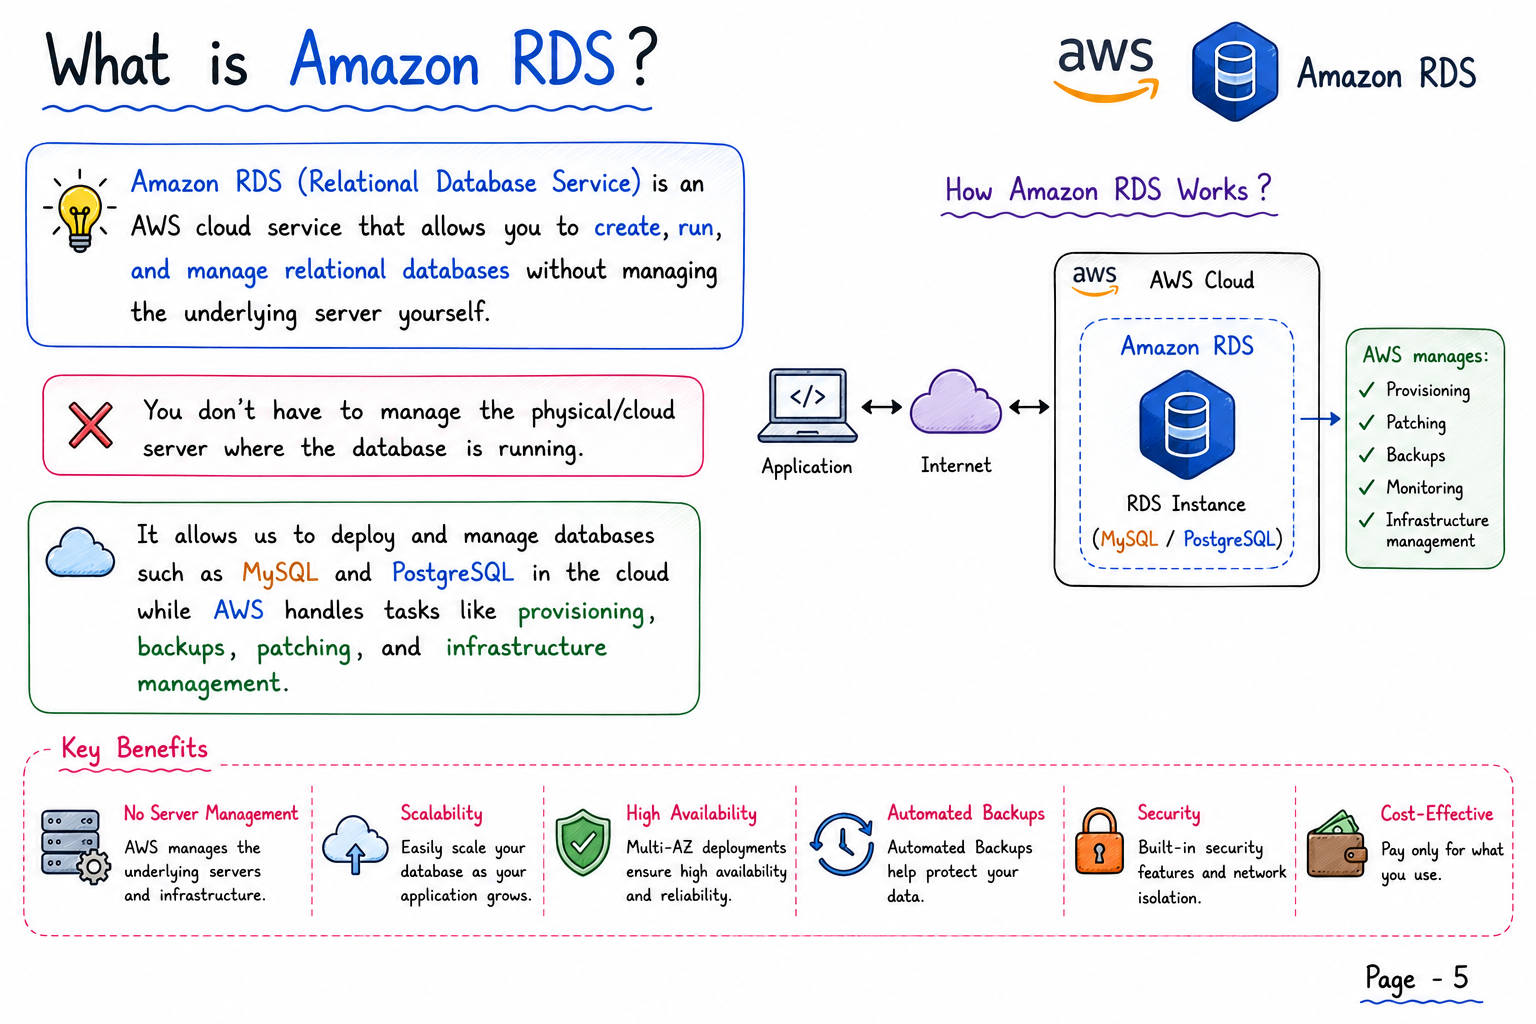 What is Amazon RDS?
aws
Amazon RDS
Amazon RDS (Relational Database Service) is an
AWS cloud service that allows you to create, run,
and manage relational databases without managing
the underlying server yourself.
You don't have to manage the physical/cloud
server where the database is running.
It allows us to deploy and manage databases
such as MySQL and PostgreSQL in the cloud
while AWS handles tasks like provisioning,
backups, patching, and infrastructure
management.
How Amazon RDS Works?
</>
Application
Internet
aws
AWS Cloud
Amazon RDS
RDS Instance
(MySQL / PostgreSQL)
AWS manages:
✓ Provisioning
✓ Patching
✓ Backups
✓ Monitoring
✓ Infrastructure
management
Key Benefits
No Server Management
AWS manages the
underlying servers
and infrastructure.
Scalability
Easily scale your
database as your
application grows.
High Availability
Multi-AZ deployments
ensure high availability
and reliability.
Automated Backups
Automated Backups
help protect your
data.
Security
Built-in security
features and network
isolation.
Cost-Effective
Pay only for what
you use.
Page - 5